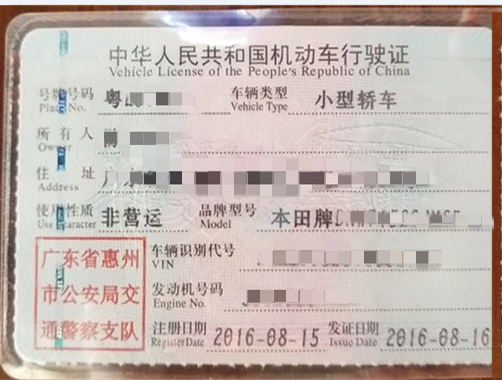 中华人民共和国机动车行驶证
Vehicle License of the People's Republic of China
号牌号码 粤 车辆类型 小型轿车
Plate No. Vehicle Type
所有人
Owner
住址 广东
Address
使用性质 非营运 品牌型号 本田牌
Use Character Model
广东省惠州 车辆识别代号
VIN
市公安局交 发动机号码
Engine No.
通警察支队 注册日期 2016-08-15 发证日期 2016-08-16
Register Date Issue Date